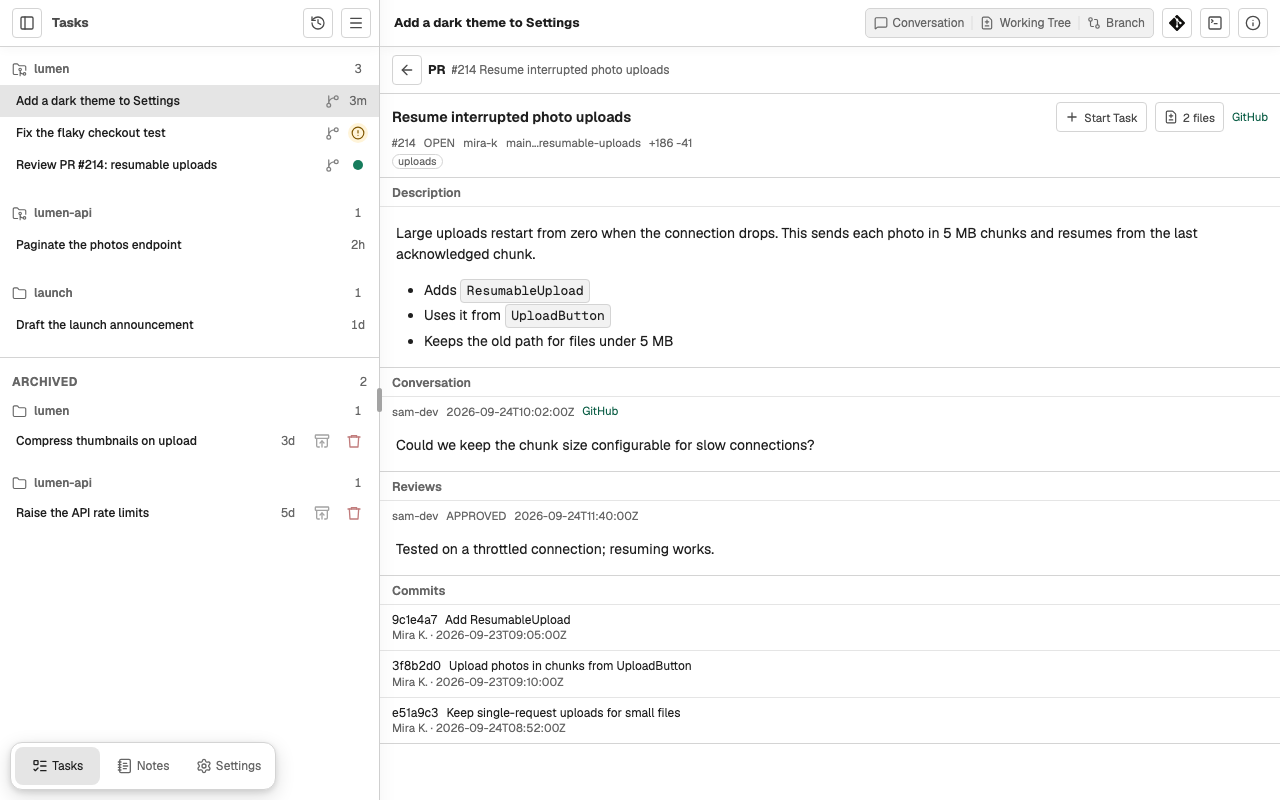 Tasks
lumen 3
Add a dark theme to Settings 3m
Fix the flaky checkout test
Review PR #214: resumable uploads
lumen-api 1
Paginate the photos endpoint 2h
launch 1
Draft the launch announcement 1d
ARCHIVED 2
lumen 1
Compress thumbnails on upload 3d
lumen-api 1
Raise the API rate limits 5d
Tasks Notes Settings
Add a dark theme to Settings Conversation Working Tree Branch
PR #214 Resume interrupted photo uploads
Resume interrupted photo uploads Start Task 2 files GitHub
#214 OPEN mira-k main…resumable-uploads +186 -41
uploads
Description
Large uploads restart from zero when the connection drops. This sends each photo in 5 MB chunks and resumes from the last
acknowledged chunk.
• Adds ResumableUpload
• Uses it from UploadButton
• Keeps the old path for files under 5 MB
Conversation
sam-dev 2026-09-24T10:02:00Z GitHub
Could we keep the chunk size configurable for slow connections?
Reviews
sam-dev APPROVED 2026-09-24T11:40:00Z
Tested on a throttled connection; resuming works.
Commits
9c1e4a7 Add ResumableUpload
Mira K. · 2026-09-23T09:05:00Z
3f8b2d0 Upload photos in chunks from UploadButton
Mira K. · 2026-09-23T09:10:00Z
e51a9c3 Keep single-request uploads for small files
Mira K. · 2026-09-24T08:52:00Z